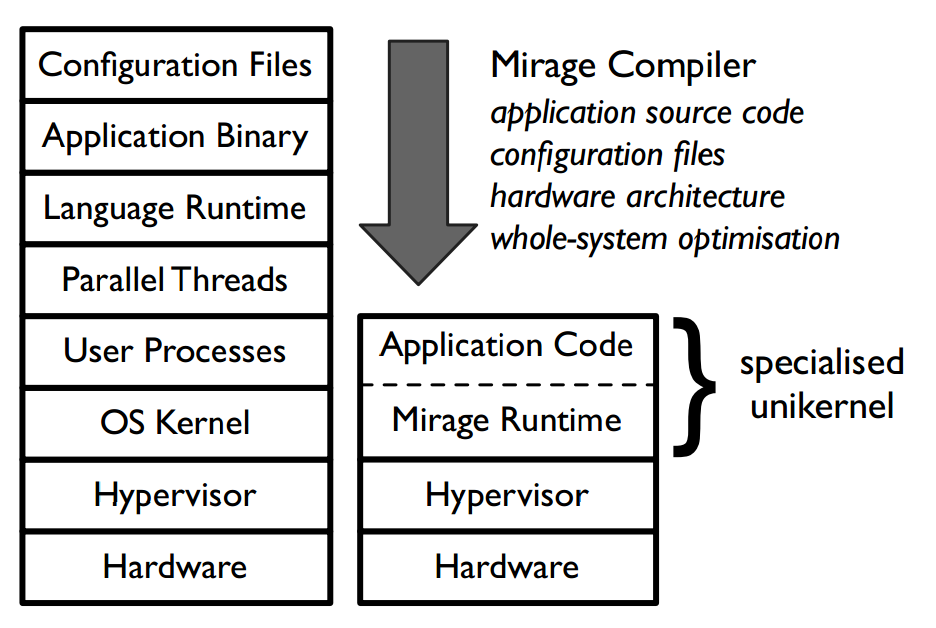 Configuration Files
Application Binary
Language Runtime
Parallel Threads
User Processes
OS Kernel
Hypervisor
Hardware
Mirage Compiler
application source code
configuration files
hardware architecture
whole-system optimisation
Application Code
Mirage Runtime
Hypervisor
Hardware
specialised
unikernel